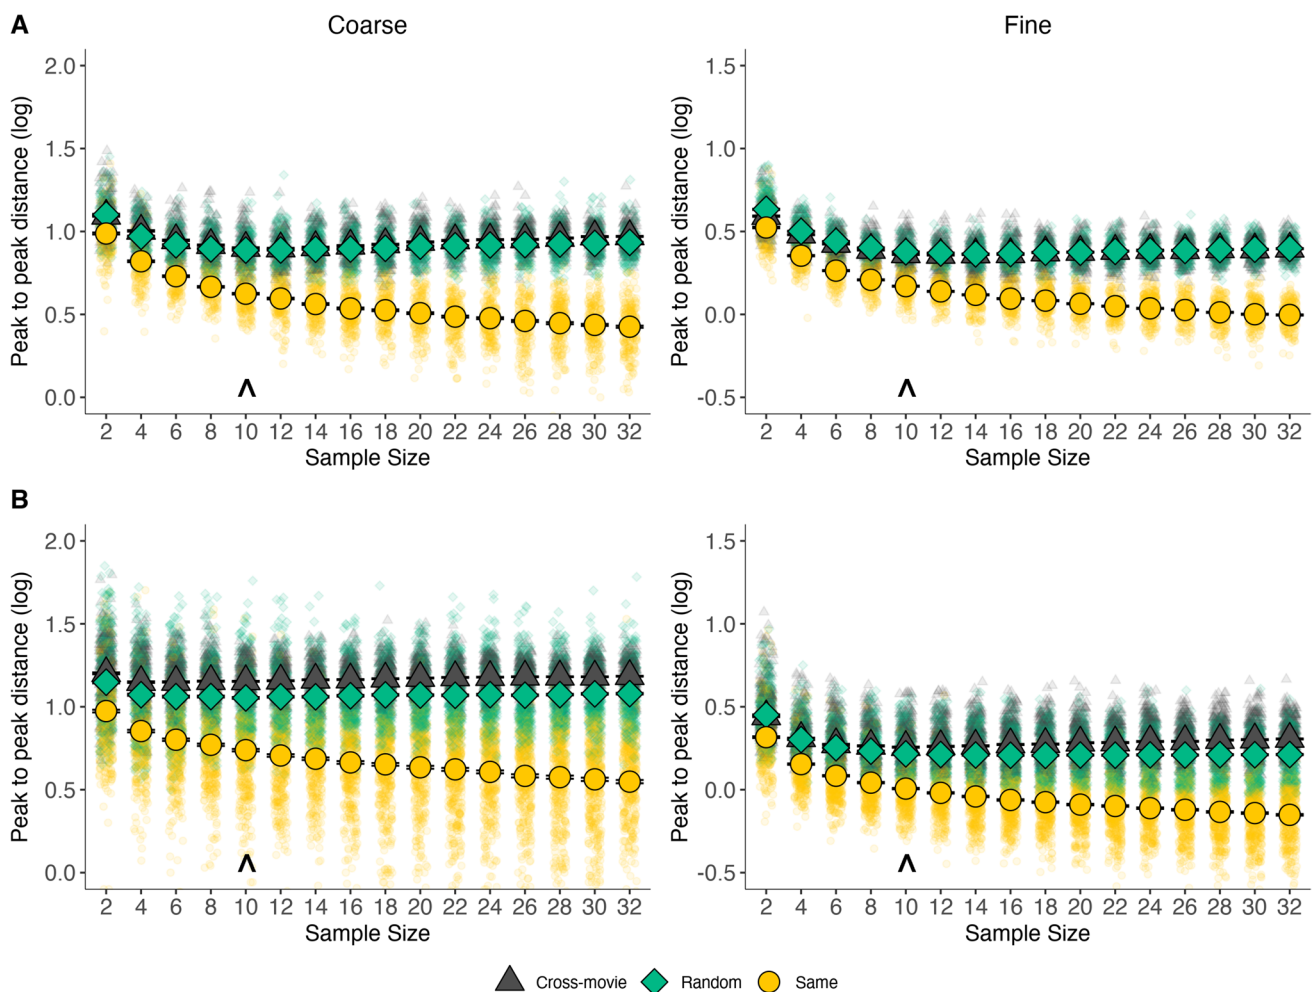 A
Coarse
Fine
Peak to peak distance (log)
2.0
1.5
1.0
0.5
0.0
^
2 4 6 8 10 12 14 16 18 20 22 24 26 28 30 32
Sample Size
Peak to peak distance (log)
1.5
1.0
0.5
0.0
-0.5
^
2 4 6 8 10 12 14 16 18 20 22 24 26 28 30 32
Sample Size
B
Peak to peak distance (log)
2.0
1.5
1.0
0.5
0.0
^
2 4 6 8 10 12 14 16 18 20 22 24 26 28 30 32
Sample Size
Peak to peak distance (log)
1.5
1.0
0.5
0.0
-0.5
^
2 4 6 8 10 12 14 16 18 20 22 24 26 28 30 32
Sample Size
Cross-movie Random Same